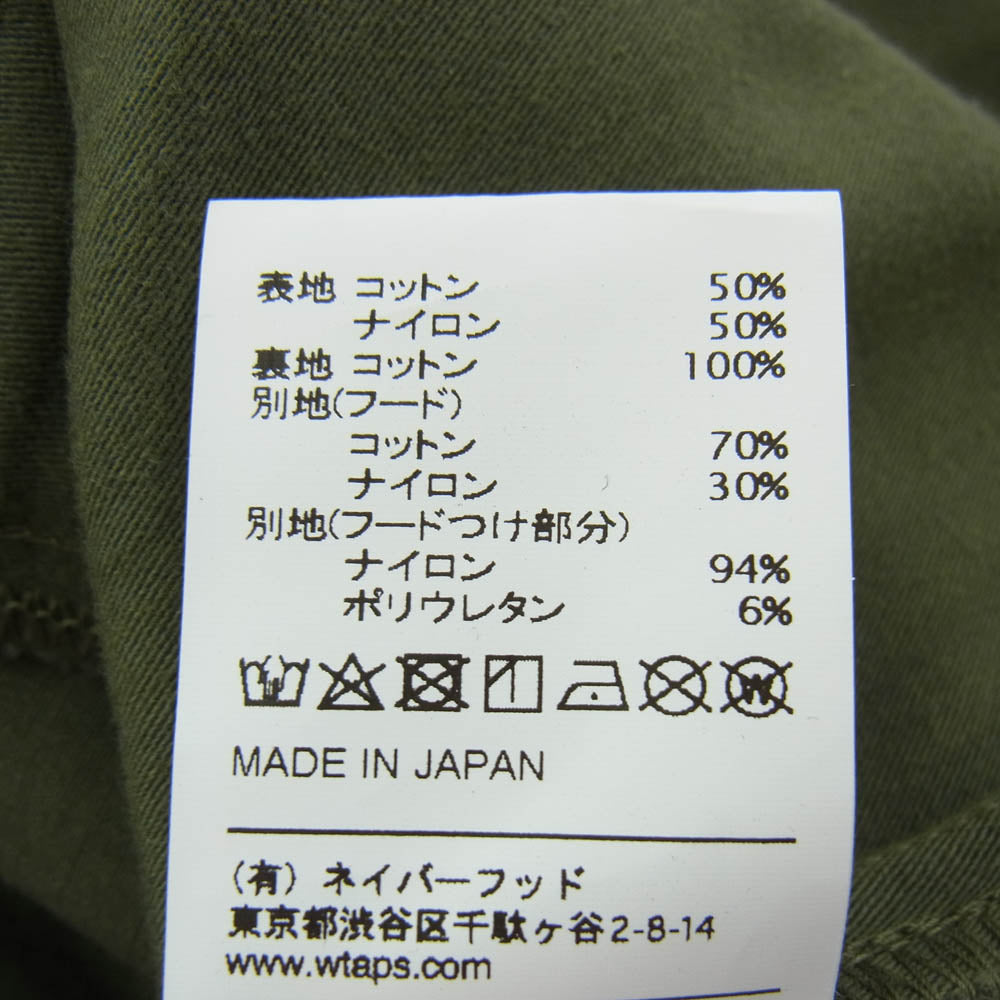 表地 コットン 50%
ナイロン 50%
裏地 コットン 100%
別地(フード)
コットン 70%
ナイロン 30%
別地(フードつけ部分)
ナイロン 94%
ポリウレタン 6%
W
MADE IN JAPAN
(有) ネイバーフッド
東京都渋谷区千駄ヶ谷2-8-14
www.wtaps.com